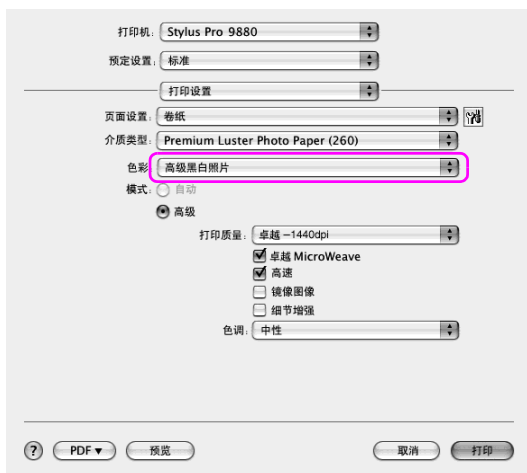 打印机: Stylus Pro 9880
预定设置: 标准
打印设置
页面设置: 卷纸
介质类型: Premium Luster Photo Paper (260)
色彩 高级黑白照片
模式: 自动
高级
打印质量: 卓越 -1440dpi
卓越 MicroWeave
高速
镜像图像
细节增强
色调: 中性
? PDF▼ 预览 取消 打印